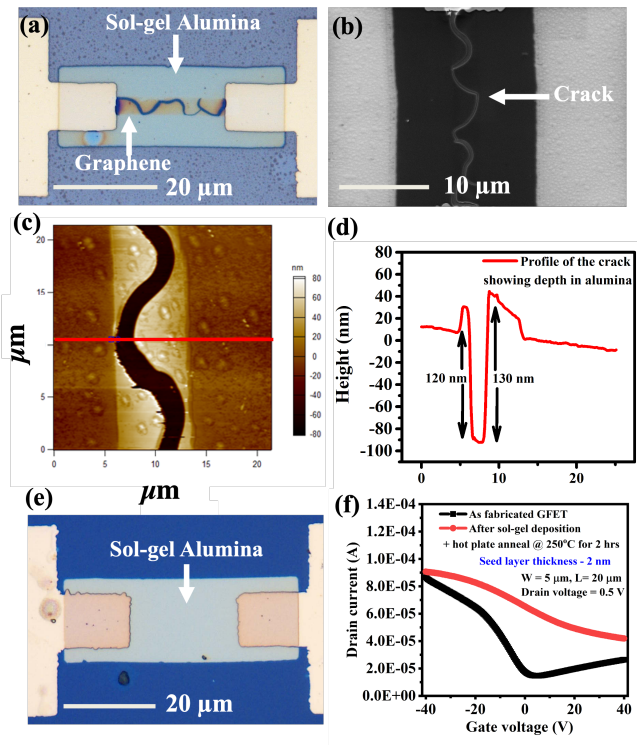 (a)
Sol-gel Alumina
Graphene
20 µm
(b)
Crack
10 µm
(c)
20
15
10
5
0
0
5
10
15
20
µm
µm
nm
80
60
40
20
0
-20
-40
-60
-80
(d)
80
60
40
20
0
-20
-40
-60
-80
-100
Height (nm)
Profile of the crack
showing depth in alumina
120 nm
130 nm
0
5
10
15
20
25
(e)
Sol-gel Alumina
20 µm
(f)
1.4E-04
1.2E-04
1.0E-04
8.0E-05
6.0E-05
4.0E-05
2.0E-05
0.0E+00
Drain current (A)
As fabricated GFET
After sol-gel deposition
+ hot plate anneal @ 250°C for 2 hrs
Seed layer thickness - 2 nm
W = 5 µm, L= 20 µm
Drain voltage = 0.5 V
-40
-20
0
20
40
Gate voltage (V)